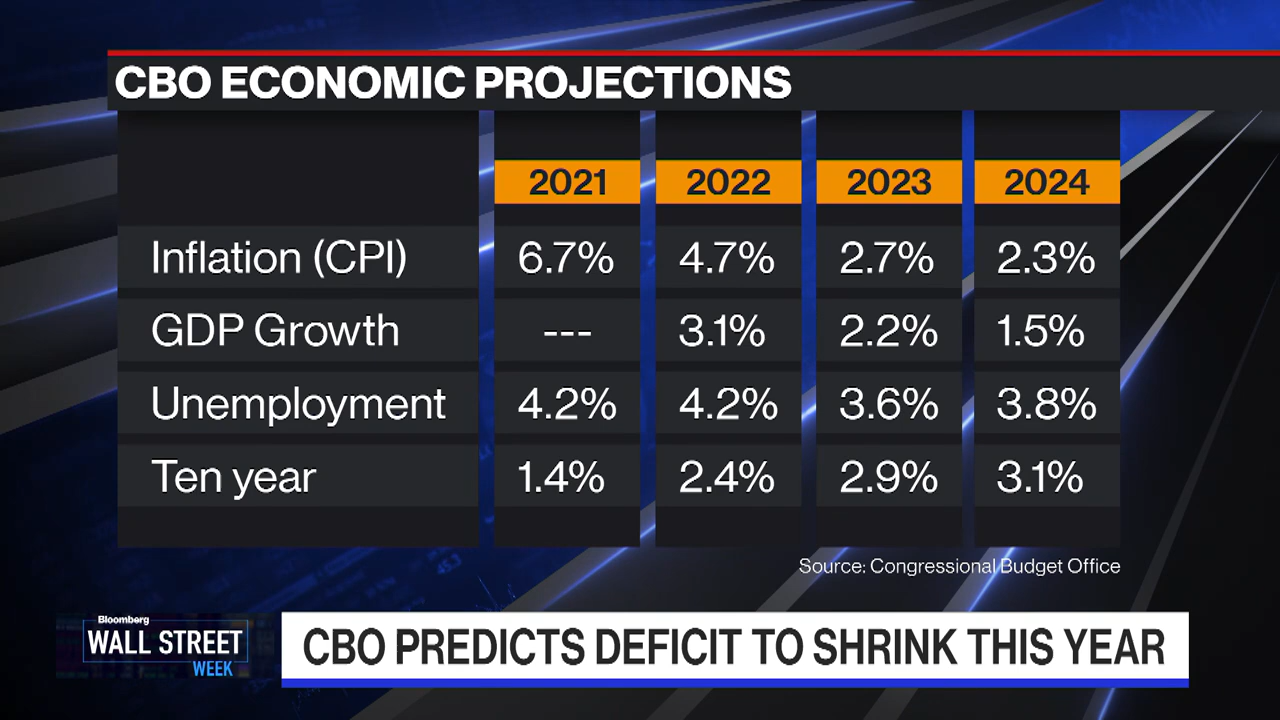 CBO ECONOMIC PROJECTIONS
2021 2022 2023 2024
Inflation (CPI) 6.7% 4.7% 2.7% 2.3%
GDP Growth --- 3.1% 2.2% 1.5%
Unemployment 4.2% 4.2% 3.6% 3.8%
Ten year 1.4% 2.4% 2.9% 3.1%
Source: Congressional Budget Office
Bloomberg
WALL STREET
WEEK
CBO PREDICTS DEFICIT TO SHRINK THIS YEAR